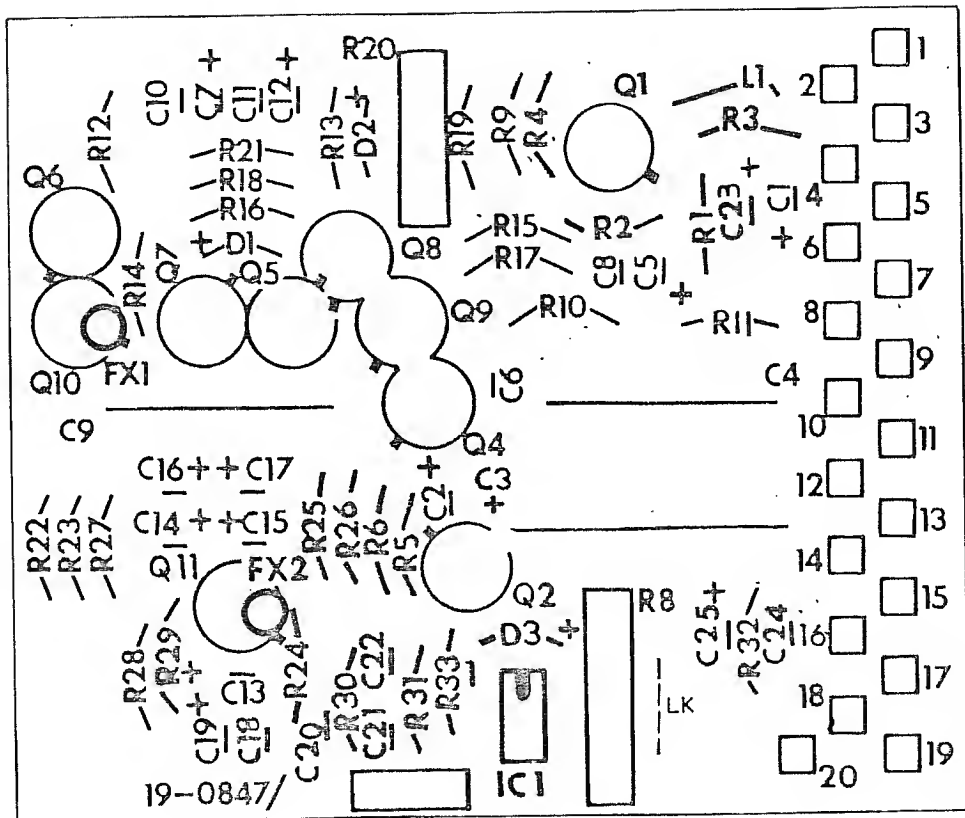 R20
1
C10
C7 +
C11
C12 +
Q1
L1
2
R12
R13
D2 +
R19
R9
R4
R3
3
R21
Q6
R18
R16
R1
C23 +
C1 +
4
5
+ D1
Q7
Q5
Q8
R15
R2
6
R14
R17
C8
C5 +
7
Q9
R10
R11
8
Q10
FX1
C6
C4
9
C9
10
Q4
11
C16 +
+ C17
C2 +
C3 +
12
R22
R23
R27
C14 +
+ C15
R25
R26
R6
R5
13
Q11
FX2
14
Q2
R8
15
R28
R29
R24
D3 +
C25 +
R32
C24
16
C13
R30
C22
R31
R33
17
LK
18
C19 +
C18
C20
C21
19
20
19-0847/
IC1